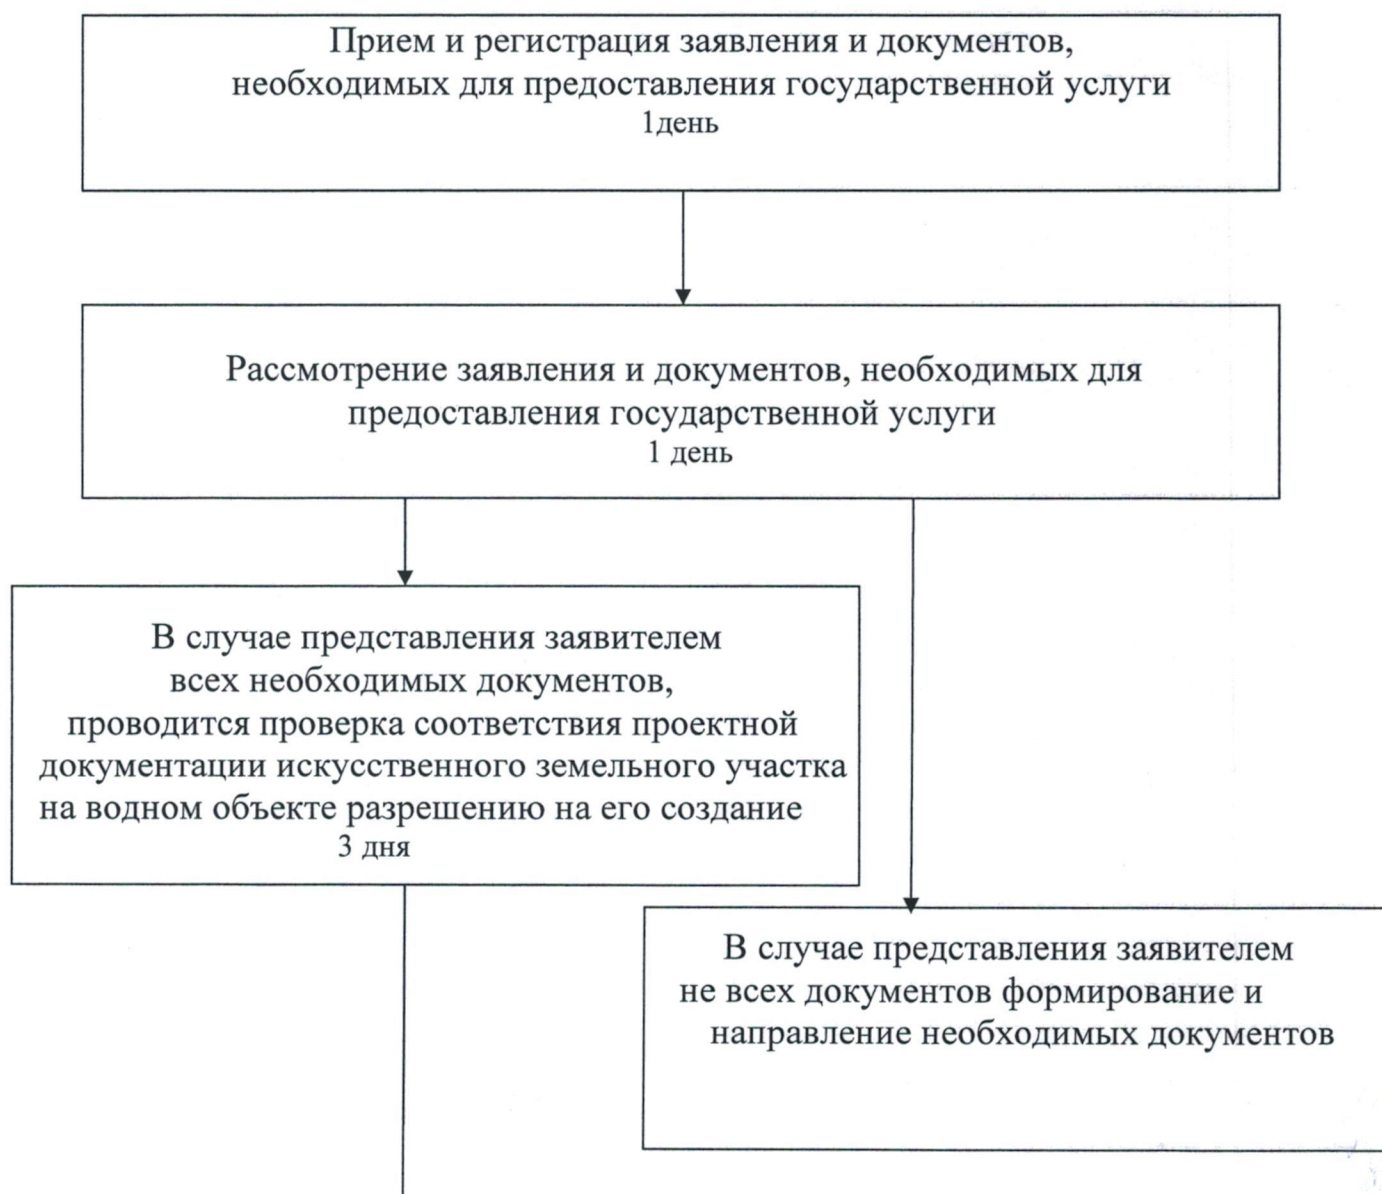 Прием и регистрация заявления и документов,
необходимых для предоставления государственной услуги
1день
Рассмотрение заявления и документов, необходимых для
предоставления государственной услуги
1 день
В случае представления заявителем
всех необходимых документов,
проводится проверка соответствия проектной
документации искусственного земельного участка
на водном объекте разрешению на его создание
3 дня
В случае представления заявителем
не всех документов формирование и
направление необходимых документов